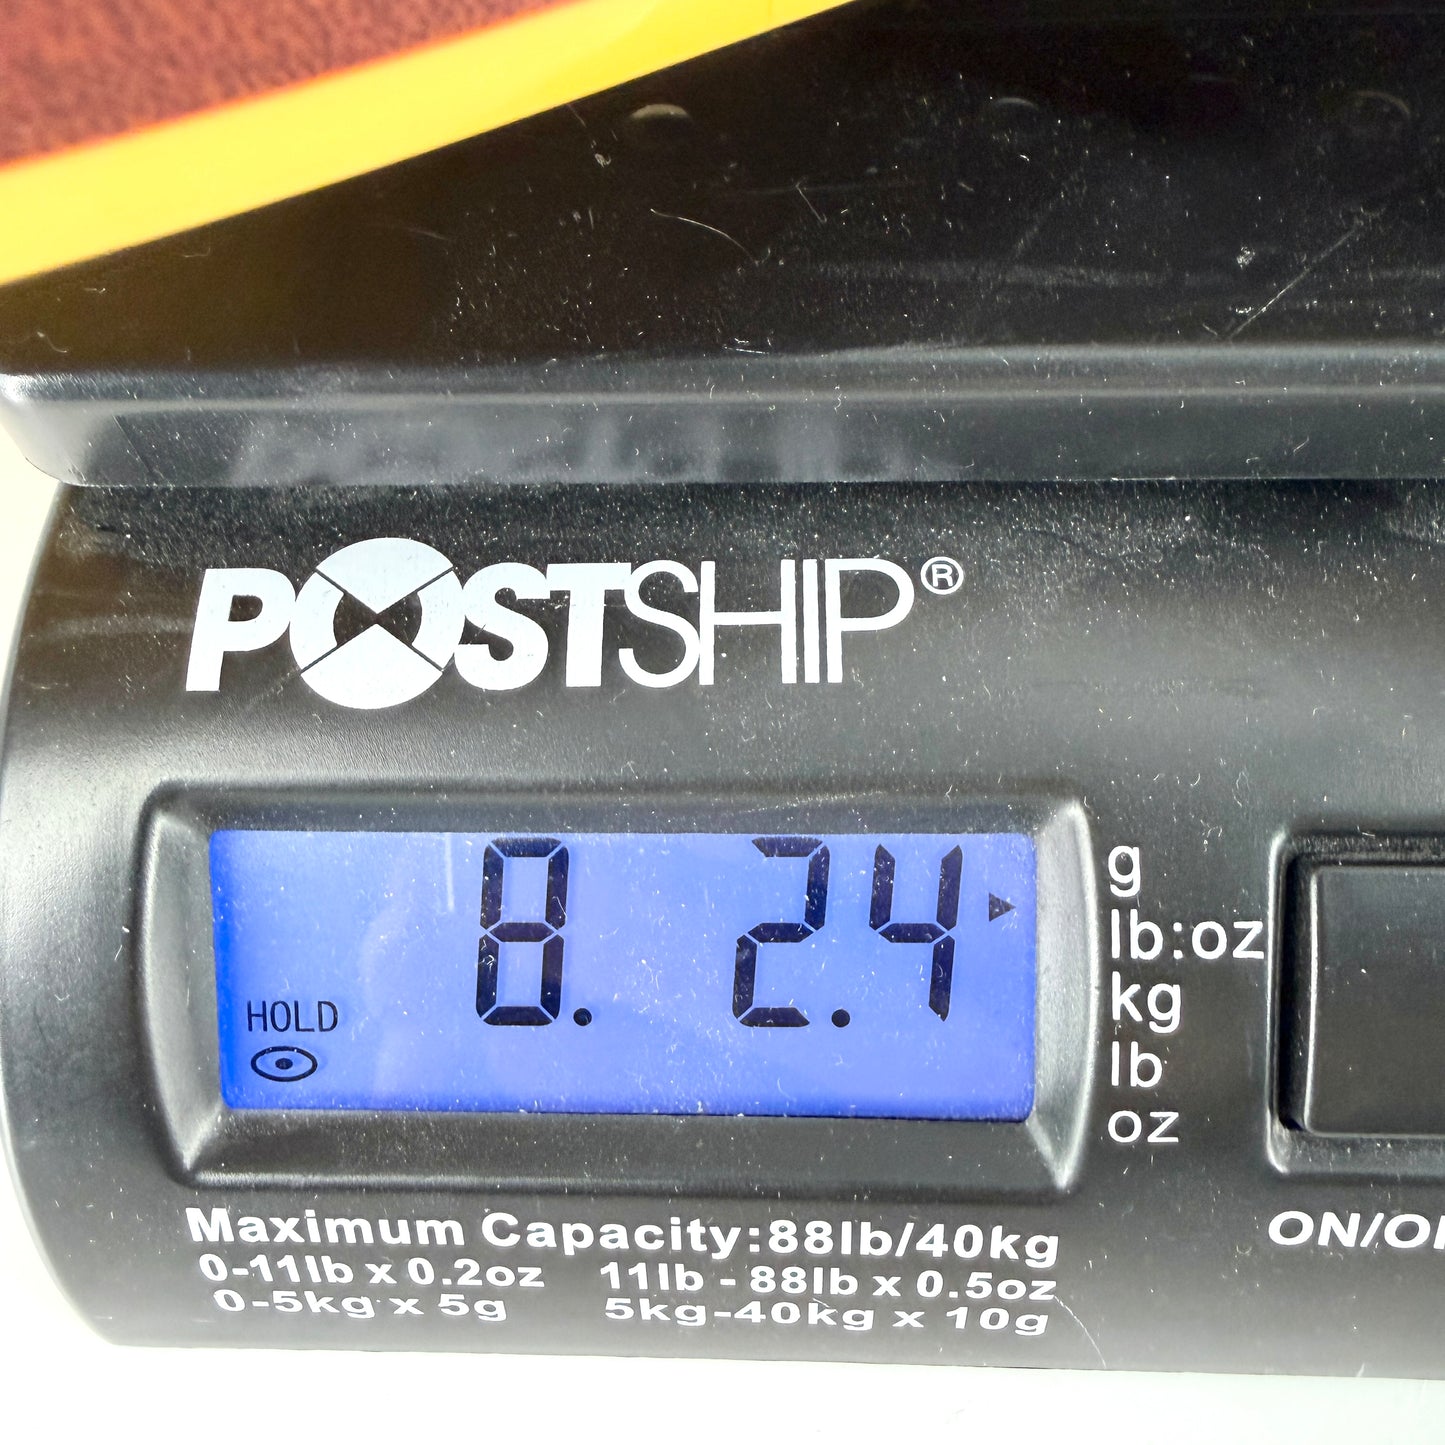 POSTSHIP®
8. 2.4
HOLD
g
lb:oz
kg
lb
oz
Maximum Capacity:88lb/40kg
0-11lb x 0.2oz 11lb - 88lb x 0.5oz
0-5kg x 5g 5kg-40kg x 10g